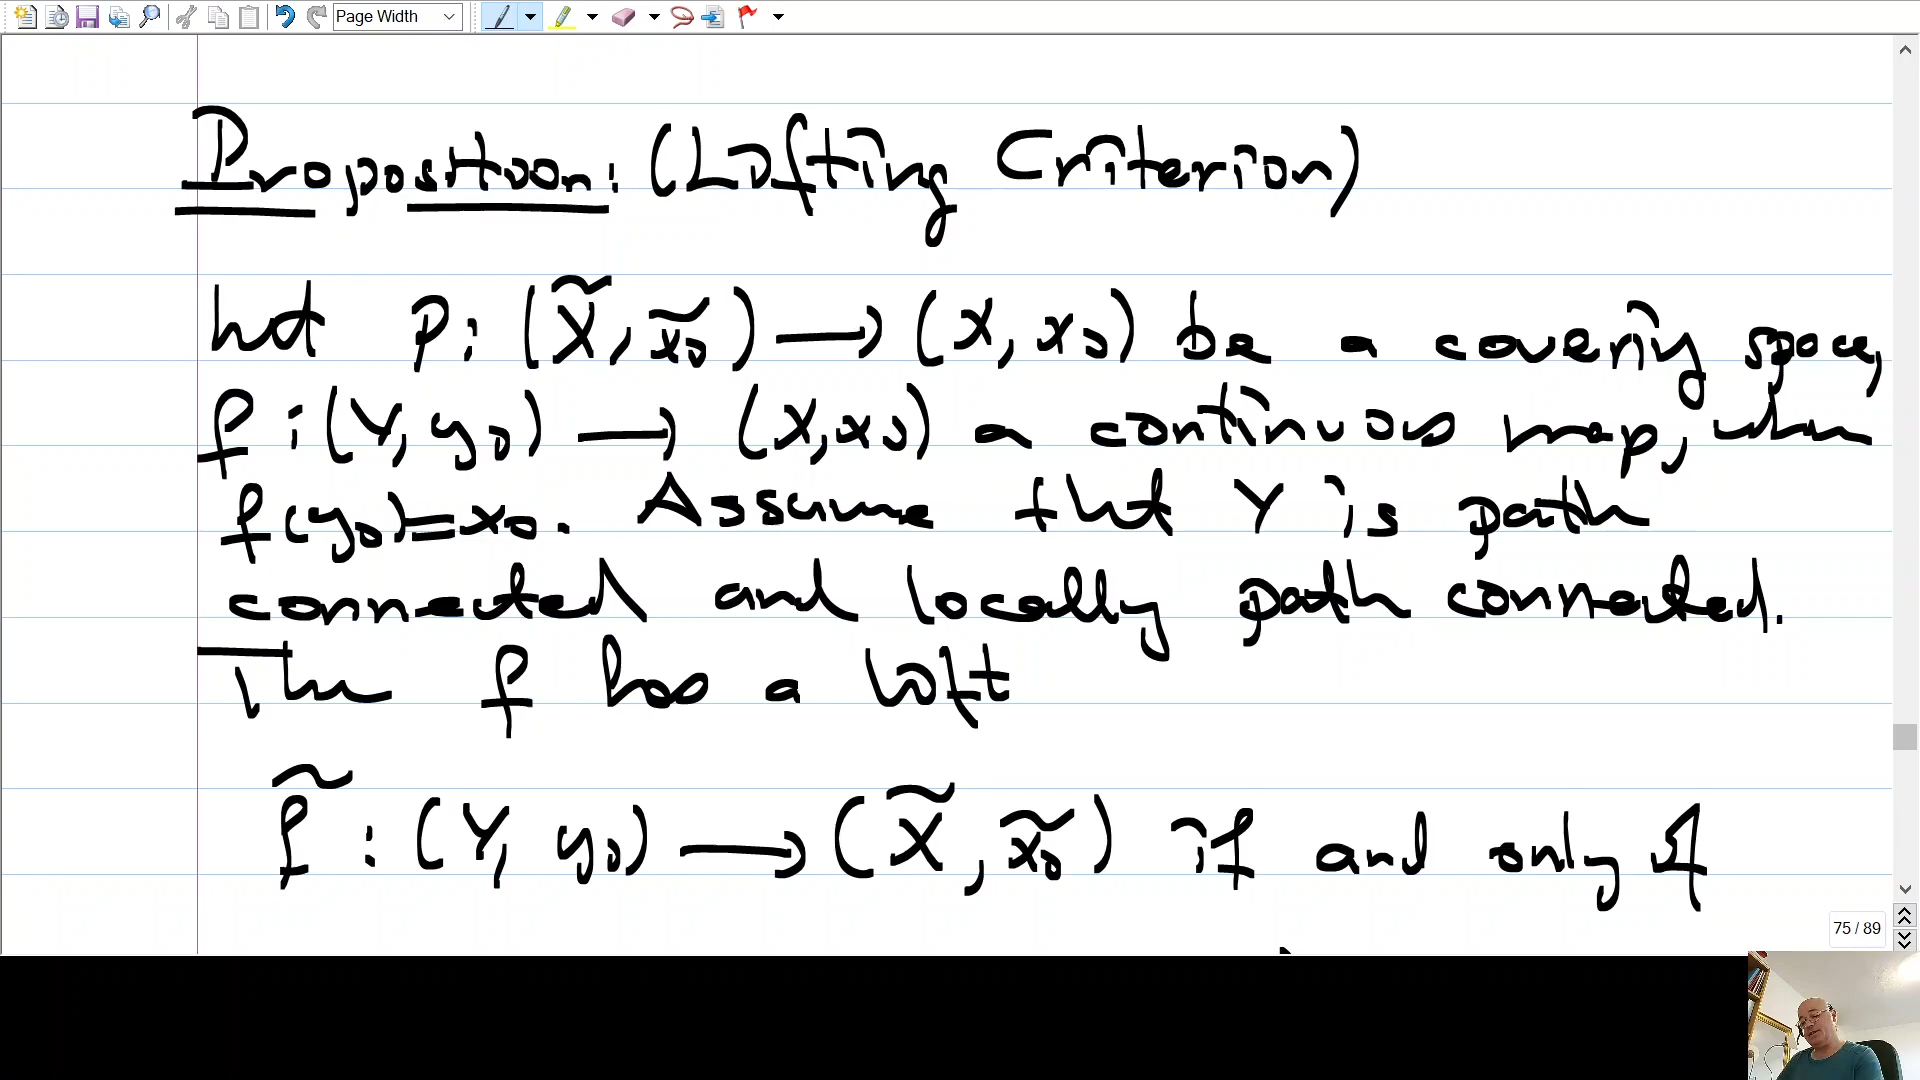 Page Width
Proposition: (Lifting Criterion)
Let p: (X̃, x̃₀) ⟶ (X, x₀) be a covering space,
f: (Y, y₀) ⟶ (X, x₀) a continuous map, when
f(y₀) = x₀. Assume that Y is path
connected and locally path connected.
Then f has a lift
f̃ : (Y, y₀) ⟶ (X̃, x̃₀) if and only if
75 / 89